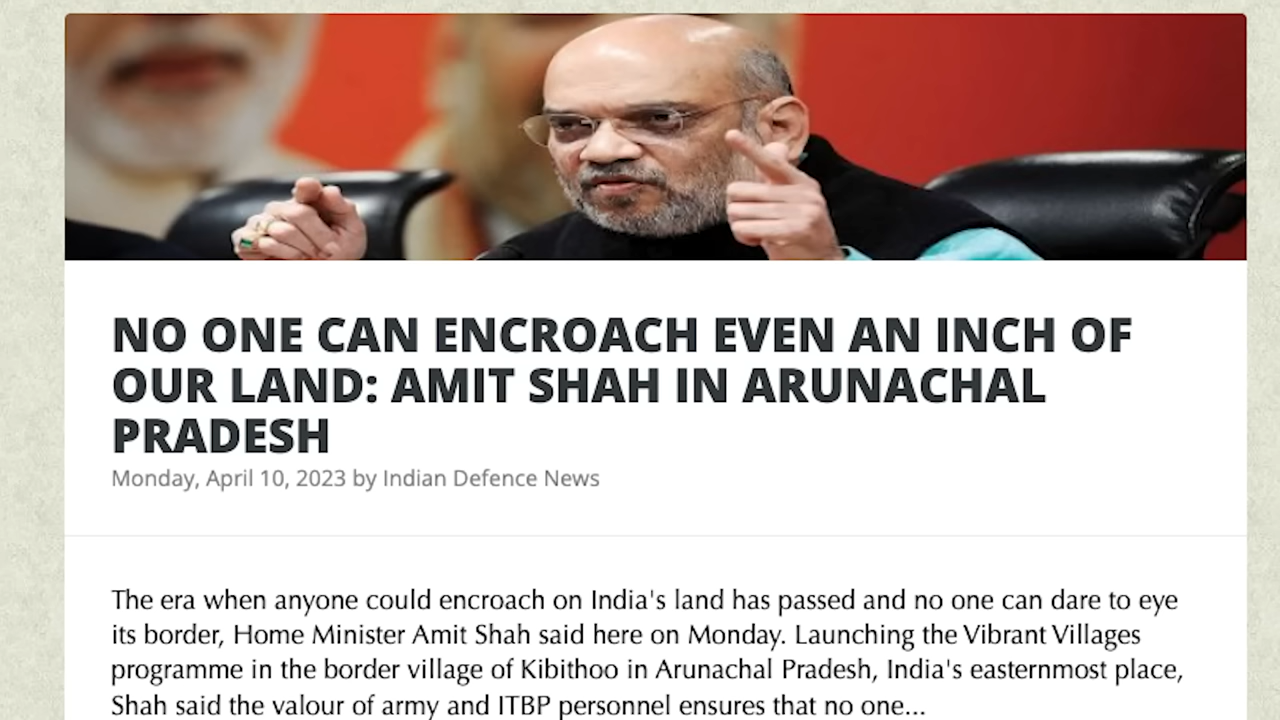 NO ONE CAN ENCROACH EVEN AN INCH OF
OUR LAND: AMIT SHAH IN ARUNACHAL
PRADESH
Monday, April 10, 2023 by Indian Defence News
The era when anyone could encroach on India's land has passed and no one can dare to eye
its border, Home Minister Amit Shah said here on Monday. Launching the Vibrant Villages
programme in the border village of Kibithoo in Arunachal Pradesh, India's easternmost place,
Shah said the valour of army and ITBP personnel ensures that no one...